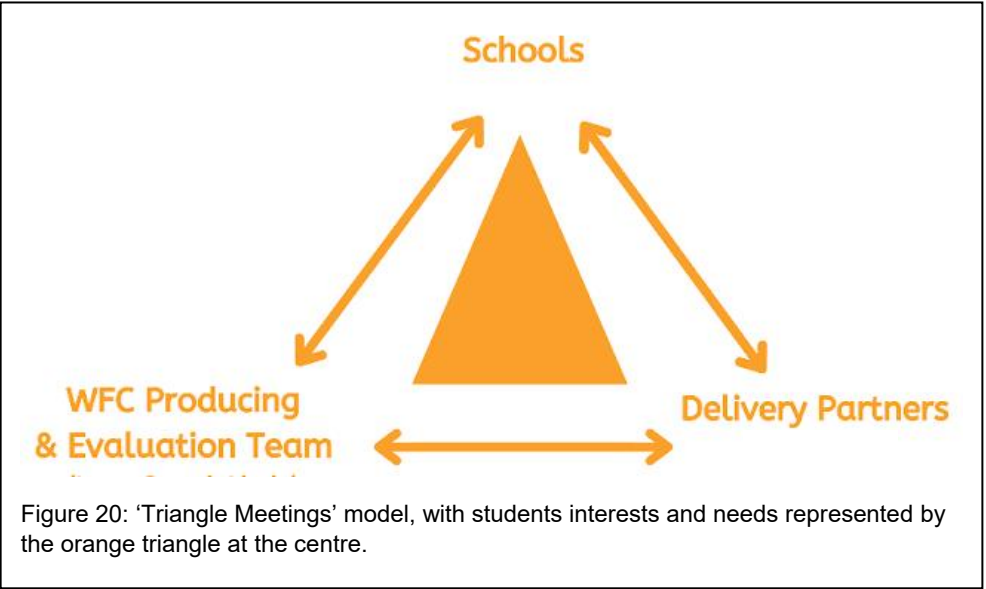 Schools
WFC Producing
& Evaluation Team
Delivery Partners
Figure 20: ‘Triangle Meetings’ model, with students interests and needs represented by
the orange triangle at the centre.